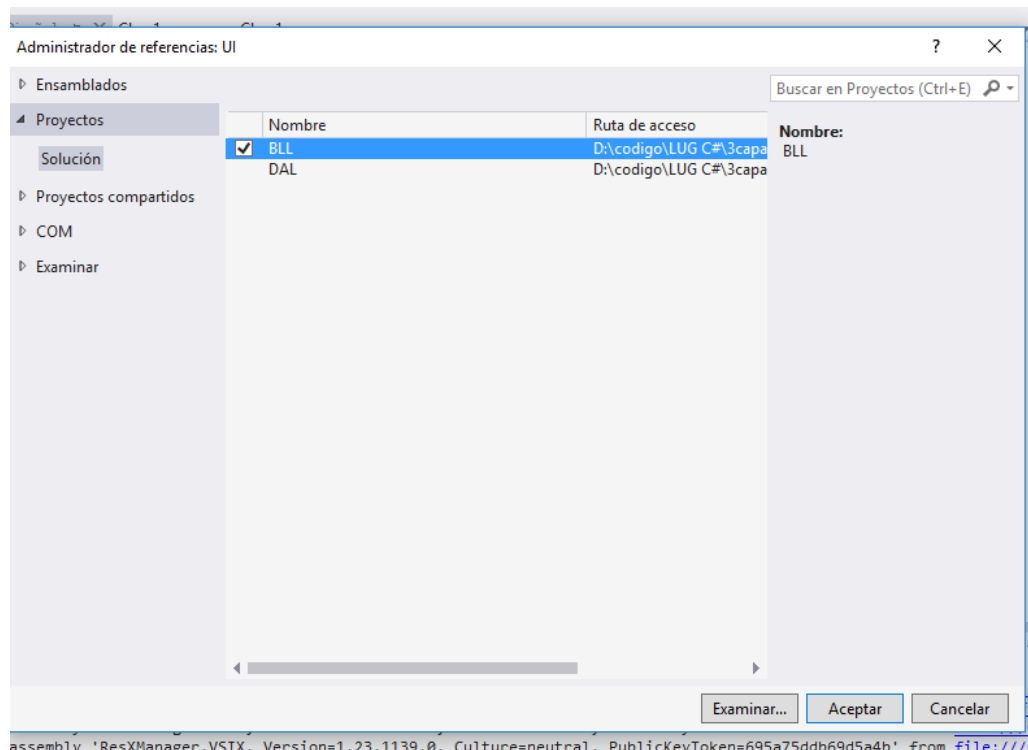 Administrador de referencias: UI
?
Ensamblados
Buscar en Proyectos (Ctrl+E)
Proyectos
Nombre
Ruta de acceso
Nombre:
BLL
D:\codigo\LUG C#\3capa
BLL
Solución
DAL
D:\codigo\LUG C#\3capa
Proyectos compartidos
COM
Examinar
Examinar...
Aceptar
Cancelar
assembly 'ResXManager.VSIX, Version=1.23.1139.0, Culture=neutral, PublicKeyToken=695a75ddb69d5a4b' from file:///